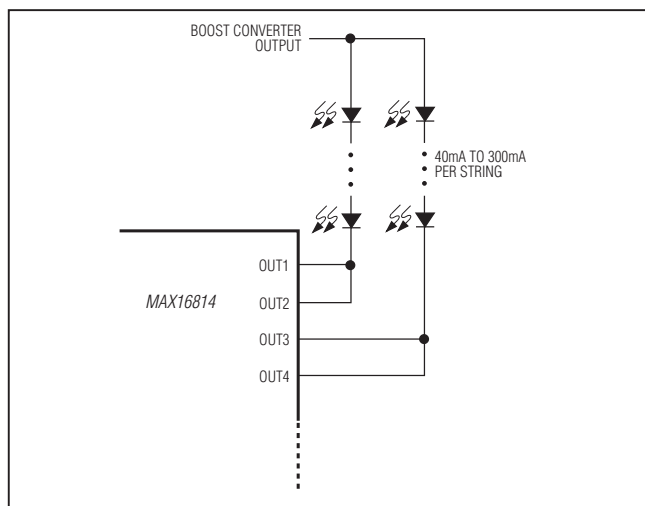 BOOST CONVERTER
OUTPUT
40mA TO 300mA
PER STRING
OUT1
MAX16814
OUT2
OUT3
OUT4